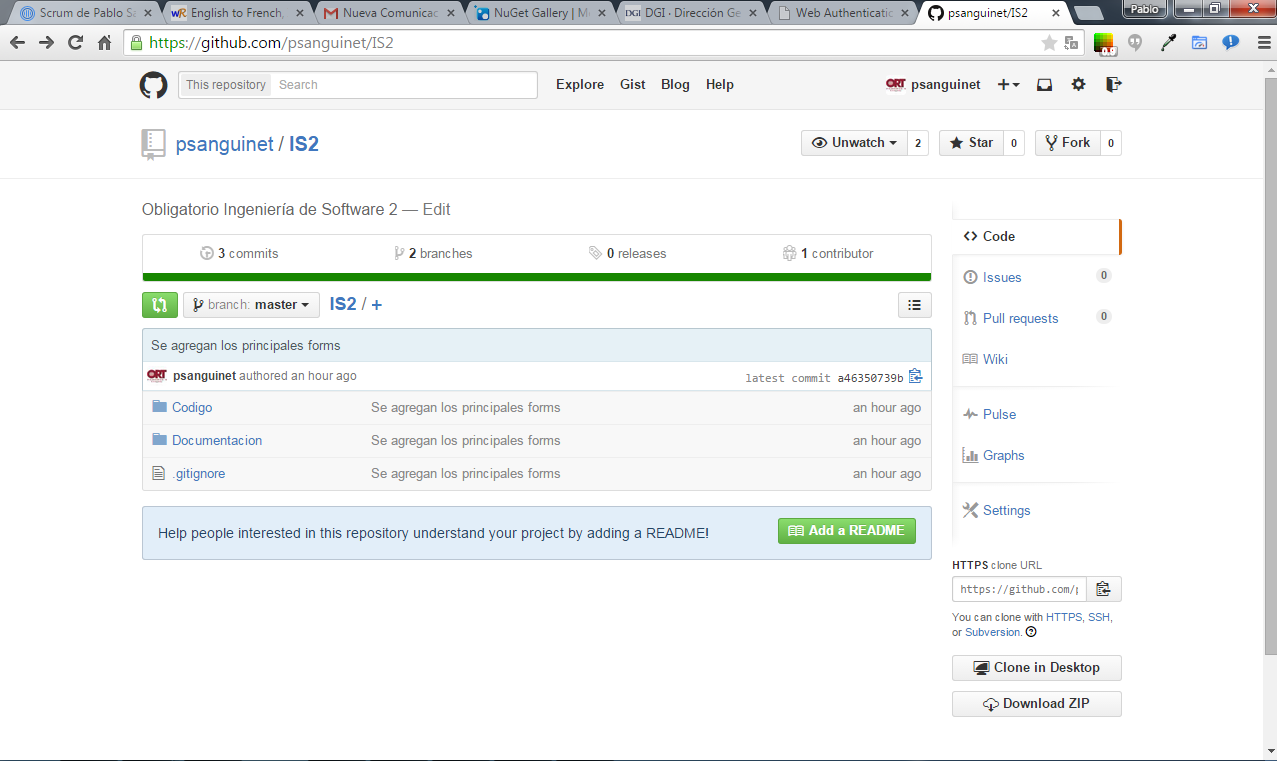 Scrum de Pablo Sa
English to French,
Nueva Comunicac
NuGet Gallery | M
DGI · Dirección Ge
Web Authenticatic
psanguinet/IS2
Pablo
https://github.com/psanguinet/IS2
This repository Search Explore Gist Blog Help ORT psanguinet
psanguinet / IS2 Unwatch 2 Star 0 Fork 0
Obligatorio Ingeniería de Software 2 — Edit
3 commits 2 branches 0 releases 1 contributor
branch: master IS2 / +
Se agregan los principales forms
ORT psanguinet authored an hour ago latest commit a46350739b
Codigo Se agregan los principales forms an hour ago
Documentacion Se agregan los principales forms an hour ago
.gitignore Se agregan los principales forms an hour ago
Help people interested in this repository understand your project by adding a README! Add a README
Code
Issues 0
Pull requests 0
Wiki
Pulse
Graphs
Settings
HTTPS clone URL
https://github.com/p
You can clone with HTTPS, SSH,
or Subversion.
Clone in Desktop
Download ZIP